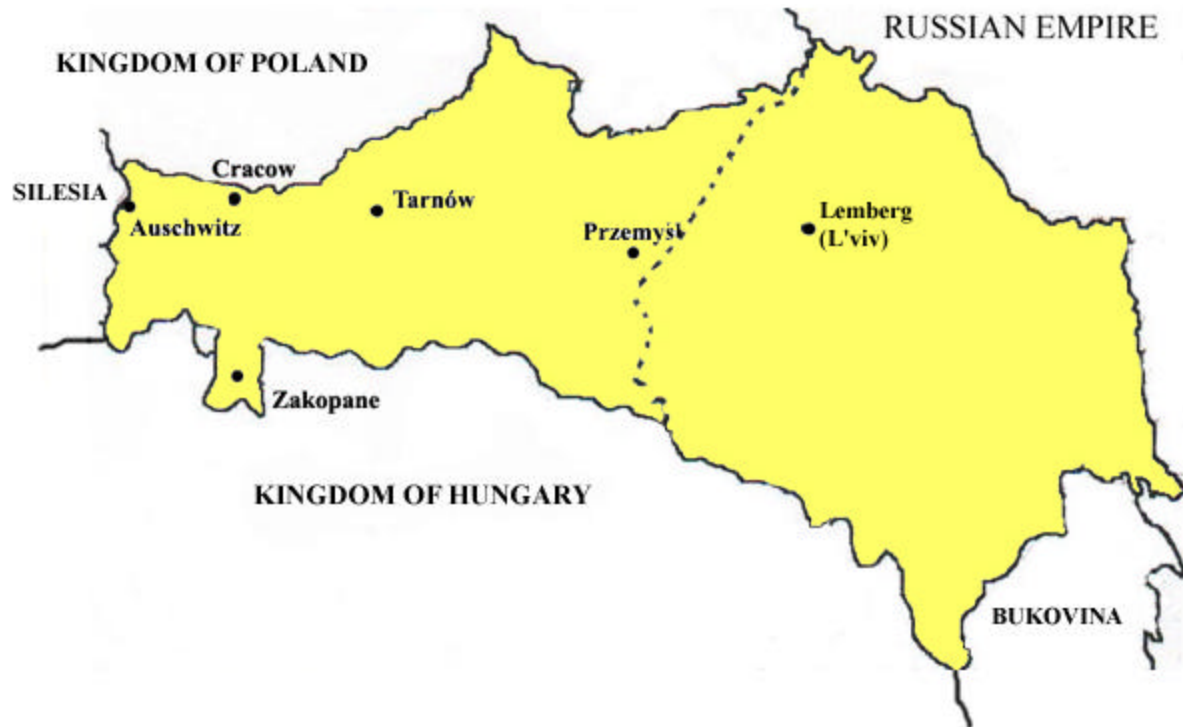 RUSSIAN EMPIRE
KINGDOM OF POLAND
Cracow
SILESIA
Tarnów
Auschwitz
Lemberg
(L'viv)
Przemyśl
Zakopane
KINGDOM OF HUNGARY
BUKOVINA